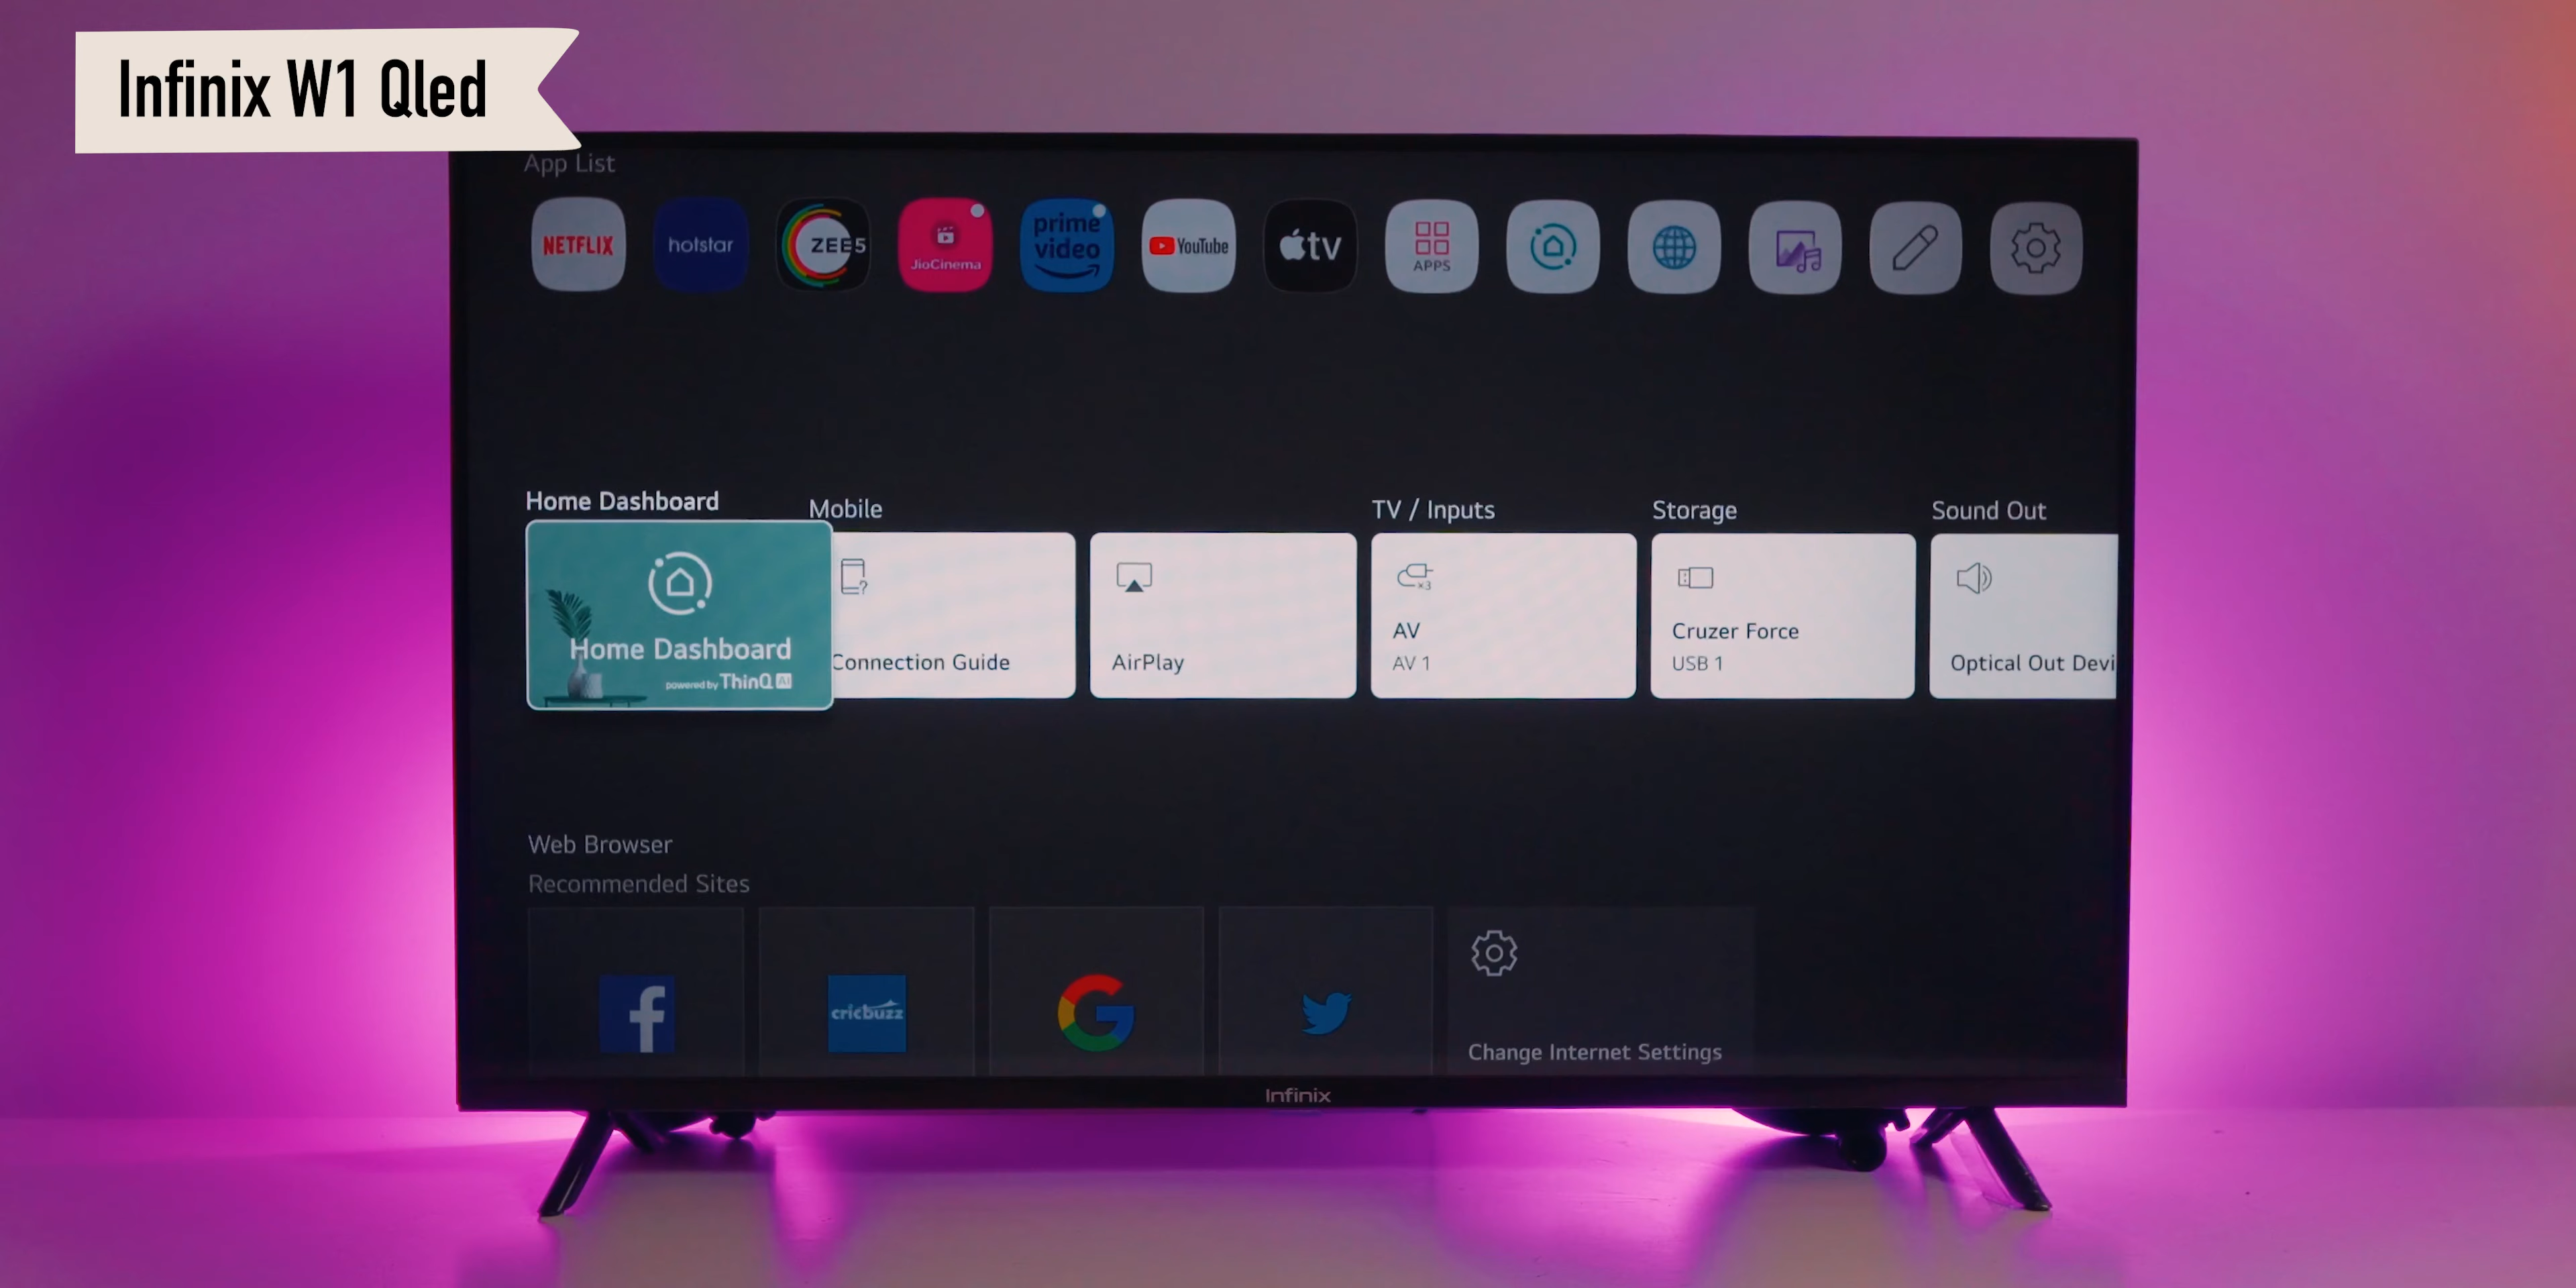 Infinix W1 Qled
App List
NETFLIX
hotstar
ZEE5
JioCinema
prime
video
YouTube
tv
APPS
Home Dashboard
Mobile
TV / Inputs
Storage
Sound Out
Home Dashboard
powered by ThinQ AI
?
Connection Guide
AirPlay
x3
AV
AV 1
Cruzer Force
USB 1
Optical Out Devi
Web Browser
Recommended Sites
f
cricbuzz
G
Change Internet Settings
Infinix